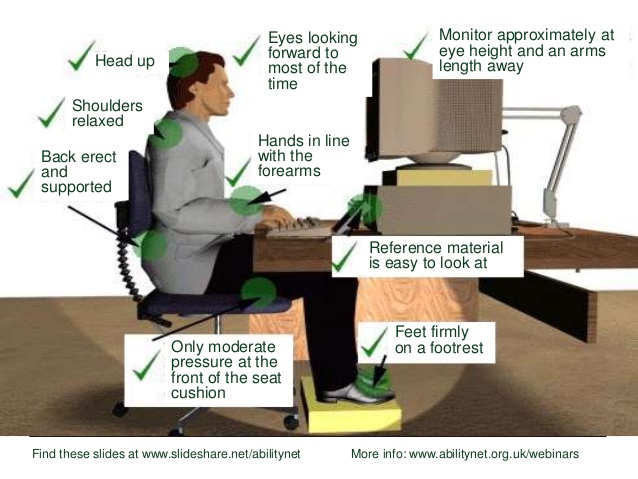 Head up
Eyes looking
forward to
most of the
time
Monitor approximately at
eye height and an arms
length away
Shoulders
relaxed
Back erect
and
supported
Hands in line
with the
forearms
Reference material
is easy to look at
Only moderate
pressure at the
front of the seat
cushion
Feet firmly
on a footrest
Find these slides at www.slideshare.net/abilitynet
More info: www.abilitynet.org.uk/webinars